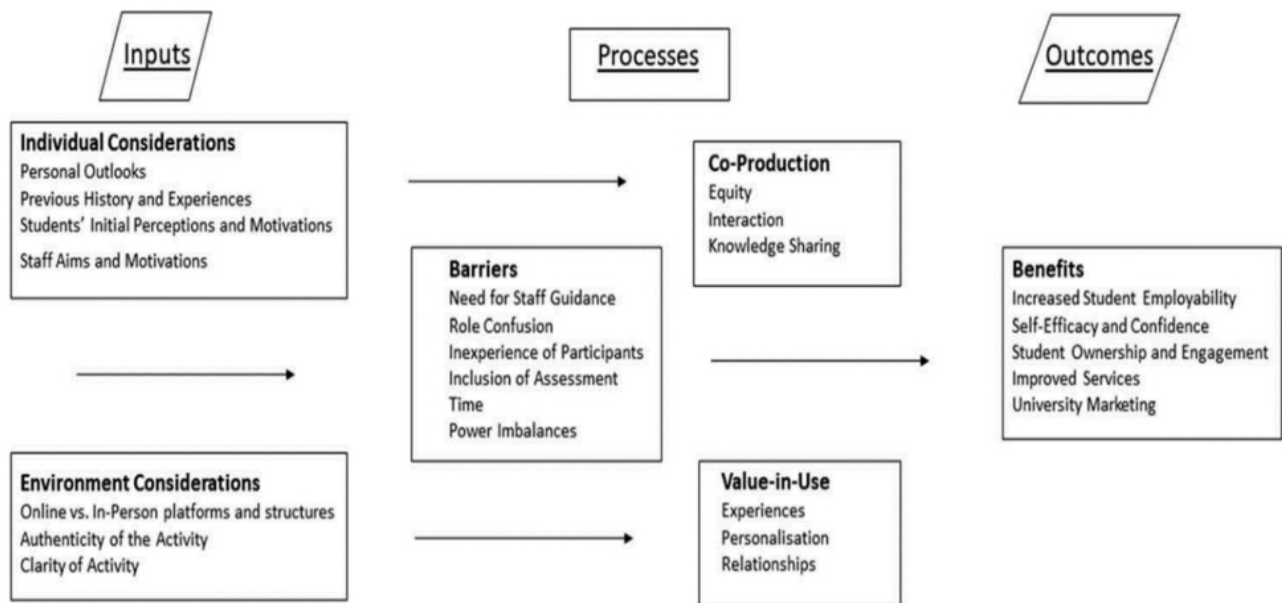 Inputs
Processes
Outcomes
Individual Considerations
Personal Outlooks
Previous History and Experiences
Students' Initial Perceptions and Motivations
Staff Aims and Motivations
Environment Considerations
Online vs. In-Person platforms and structures
Authenticity of the Activity
Clarity of Activity
Barriers
Need for Staff Guidance
Role Confusion
Inexperience of Participants
Inclusion of Assessment
Time
Power Imbalances
Co-Production
Equity
Interaction
Knowledge Sharing
Value-in-Use
Experiences
Personalisation
Relationships
Benefits
Increased Student Employability
Self-Efficacy and Confidence
Student Ownership and Engagement
Improved Services
University Marketing